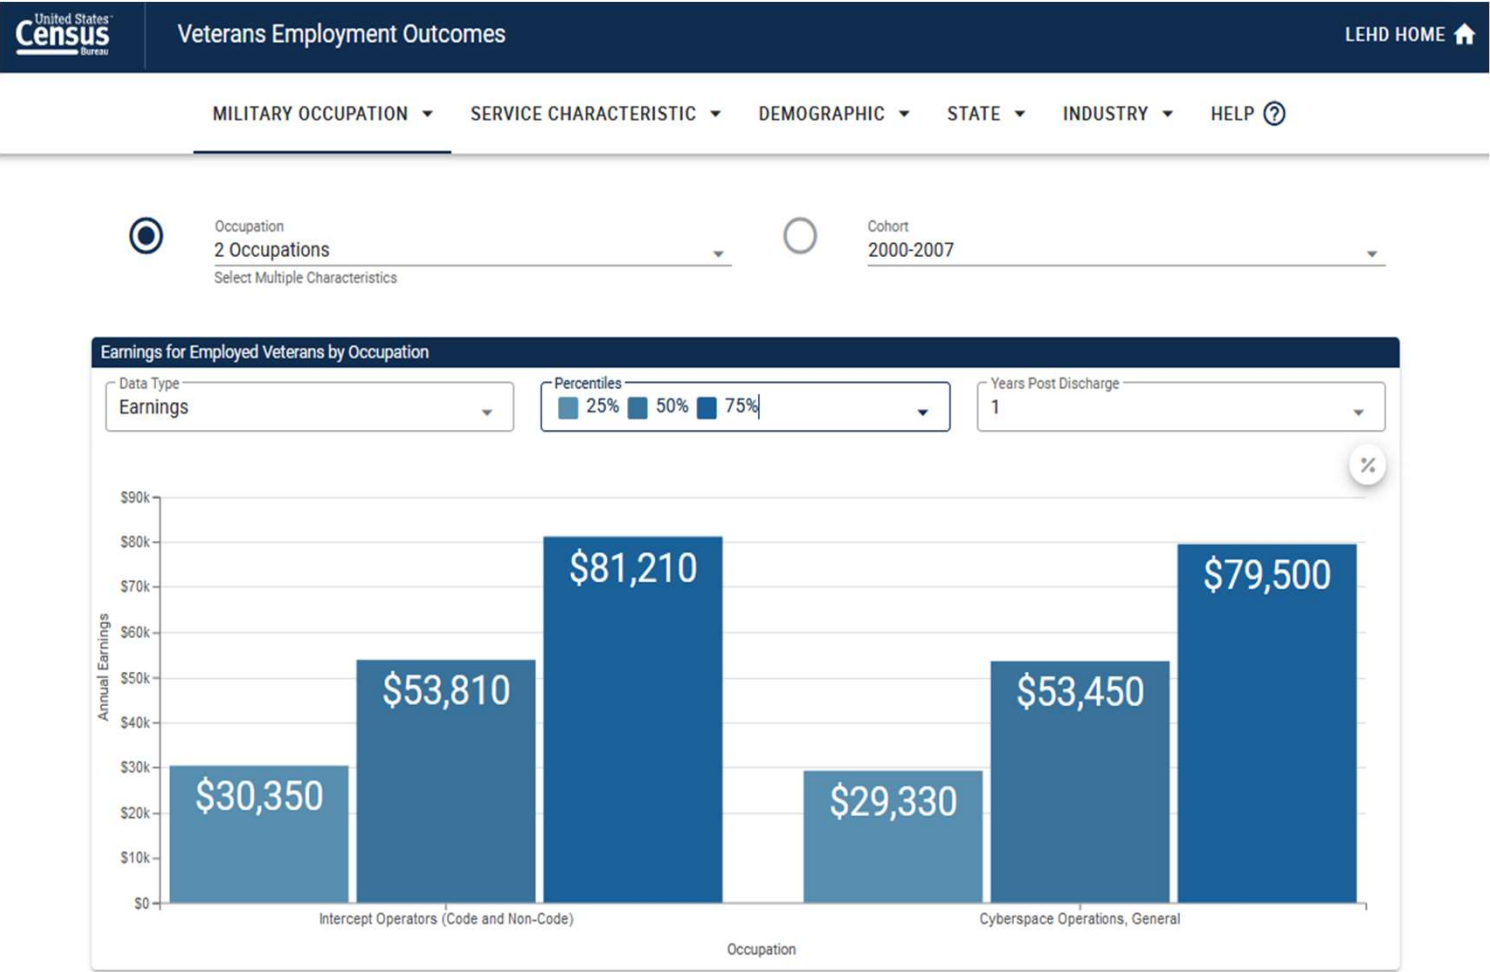 United States™
Census
Bureau
Veterans Employment Outcomes
LEHD HOME
MILITARY OCCUPATION
SERVICE CHARACTERISTIC
DEMOGRAPHIC
STATE
INDUSTRY
HELP ?
Occupation
2 Occupations
Select Multiple Characteristics
Cohort
2000-2007
Earnings for Employed Veterans by Occupation
Data Type
Earnings
Percentiles
25% 50% 75%
Years Post Discharge
1
%
Annual Earnings
$90k
$80k
$70k
$60k
$50k
$40k
$30k
$20k
$10k
$0
$30,350
$53,810
$81,210
$29,330
$53,450
$79,500
Intercept Operators (Code and Non-Code)
Cyberspace Operations, General
Occupation